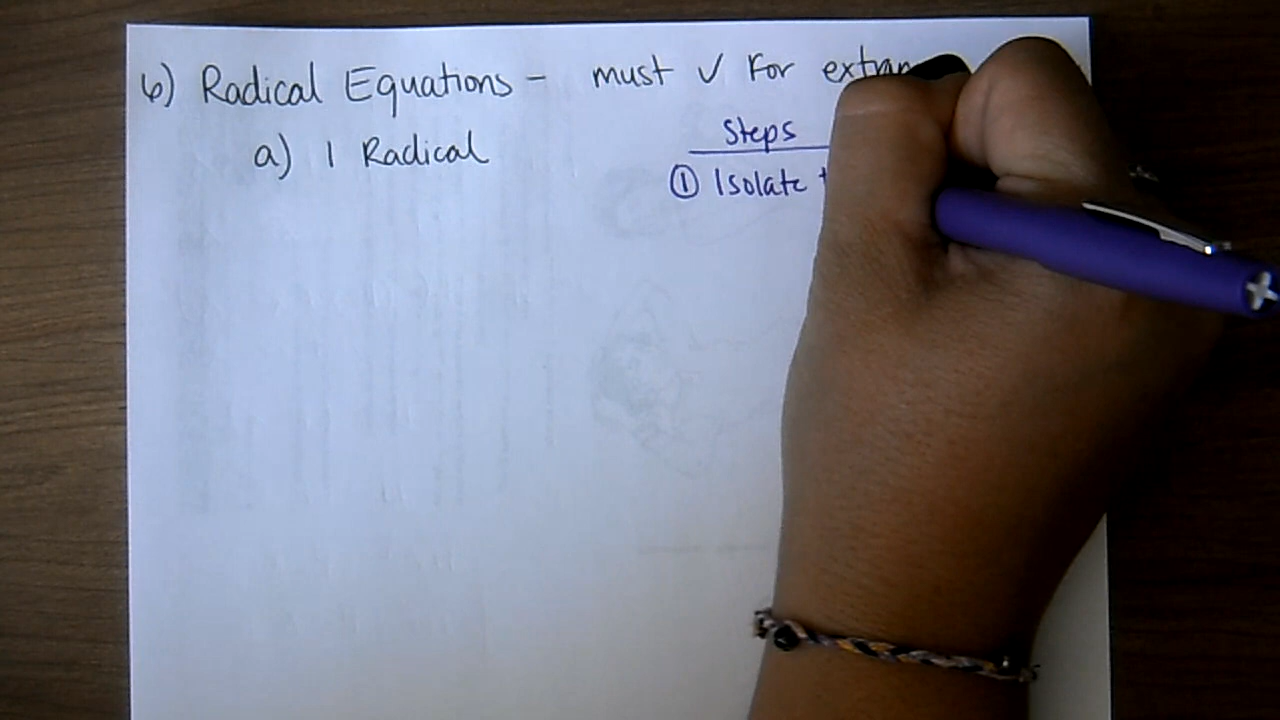 6) Radical Equations - must ✓ For
a) 1 Radical
Steps
① Isolate